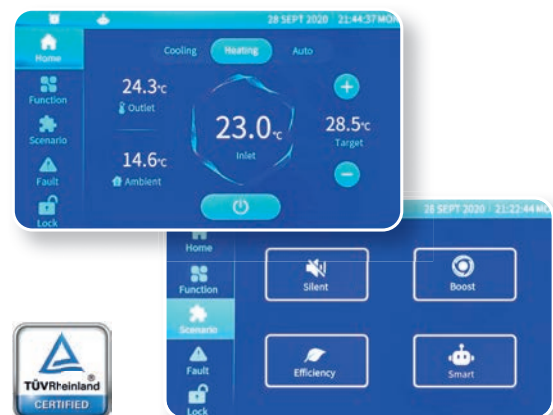 28 SEPT 2020 21:44:37 MON
Home
Function
Scenario
Fault
Lock
Cooling
Heating
Auto
24.3°c
Outlet
14.6°c
Ambient
23.0°c
Inlet
28.5°c
Target
28 SEPT 2020 21:22:44 MO
Home
Function
Scenario
Fault
Lock
Silent
Boost
Efficiency
Smart
TÜVRheinland
CERTIFIED